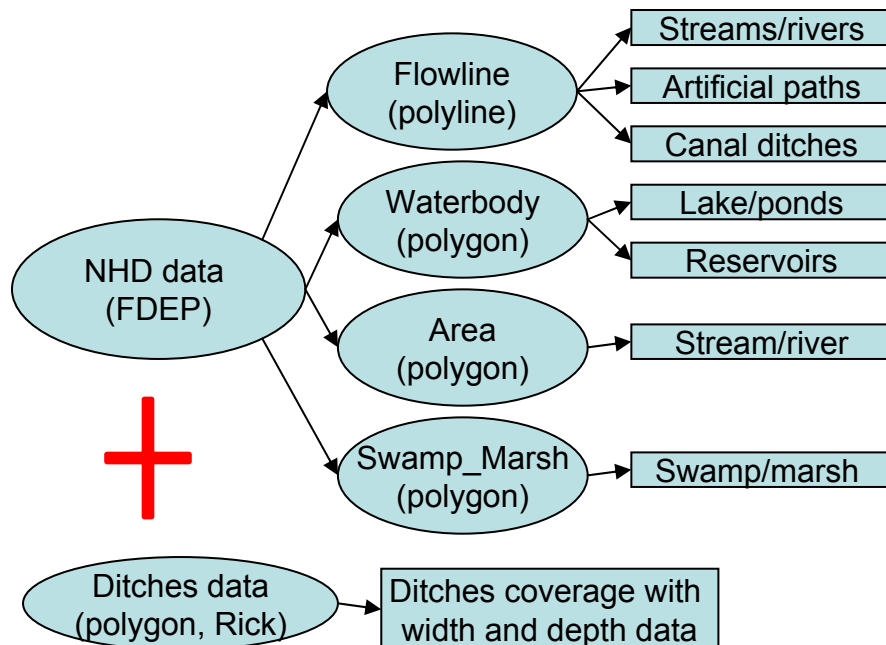 NHD data
(FDEP)
Flowline
(polyline)
Streams/rivers
Artificial paths
Canal ditches
Waterbody
(polygon)
Lake/ponds
Reservoirs
Area
(polygon)
Stream/river
Swamp_Marsh
(polygon)
Swamp/marsh
Ditches data
(polygon, Rick)
Ditches coverage with
width and depth data